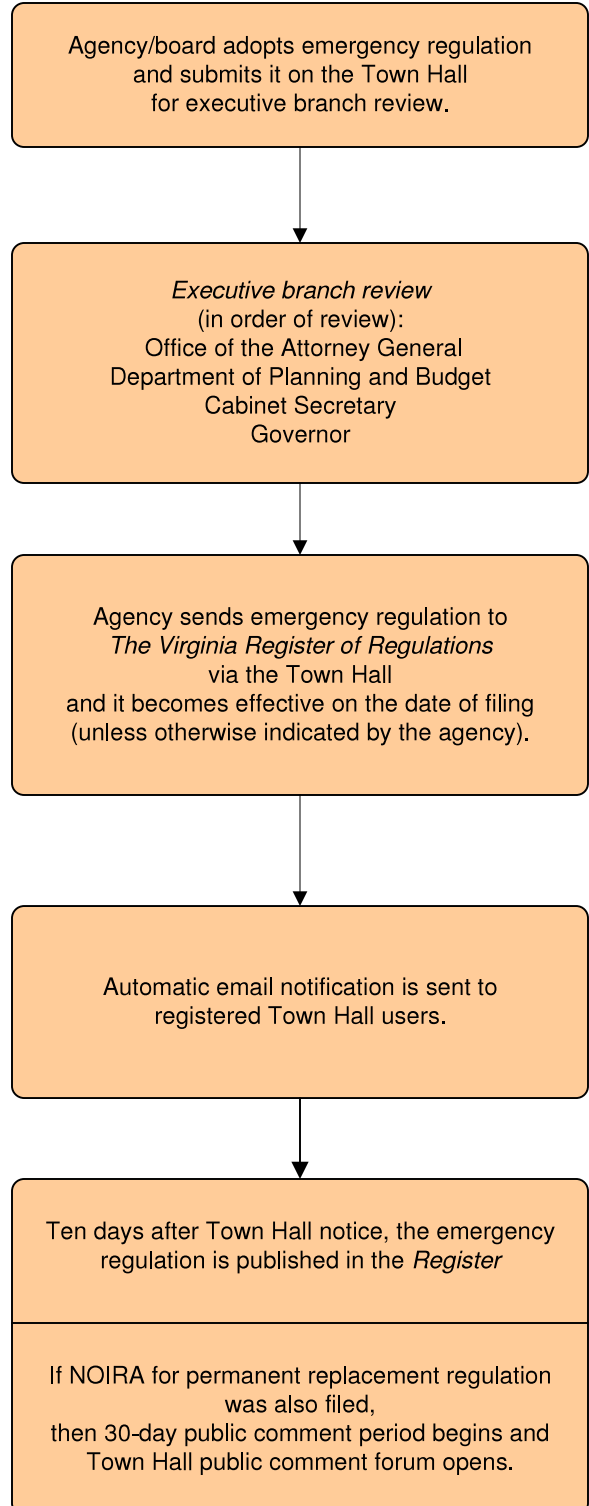 Agency/board adopts emergency regulation
and submits it on the Town Hall
for executive branch review.
Executive branch review
(in order of review):
Office of the Attorney General
Department of Planning and Budget
Cabinet Secretary
Governor
Agency sends emergency regulation to
The Virginia Register of Regulations
via the Town Hall
and it becomes effective on the date of filing
(unless otherwise indicated by the agency).
Automatic email notification is sent to
registered Town Hall users.
Ten days after Town Hall notice, the emergency
regulation is published in the Register
If NOIRA for permanent replacement regulation
was also filed,
then 30-day public comment period begins and
Town Hall public comment forum opens.